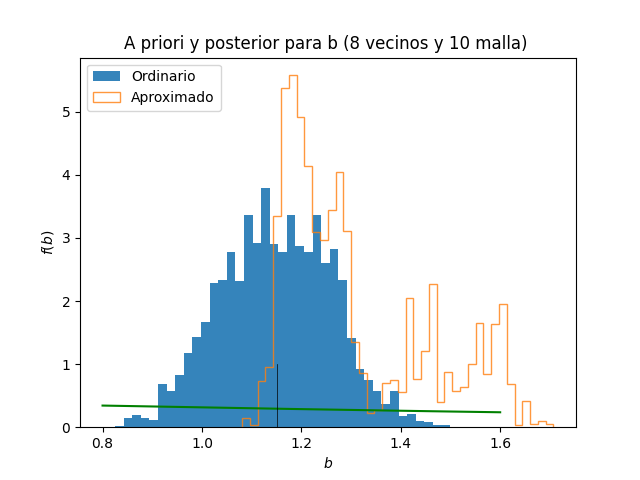 A priori y posterior para b (8 vecinos y 10 malla)
Ordinario
Aproximado
f(b)
5
4
3
2
1
0
0.8 1.0 1.2 1.4 1.6
b